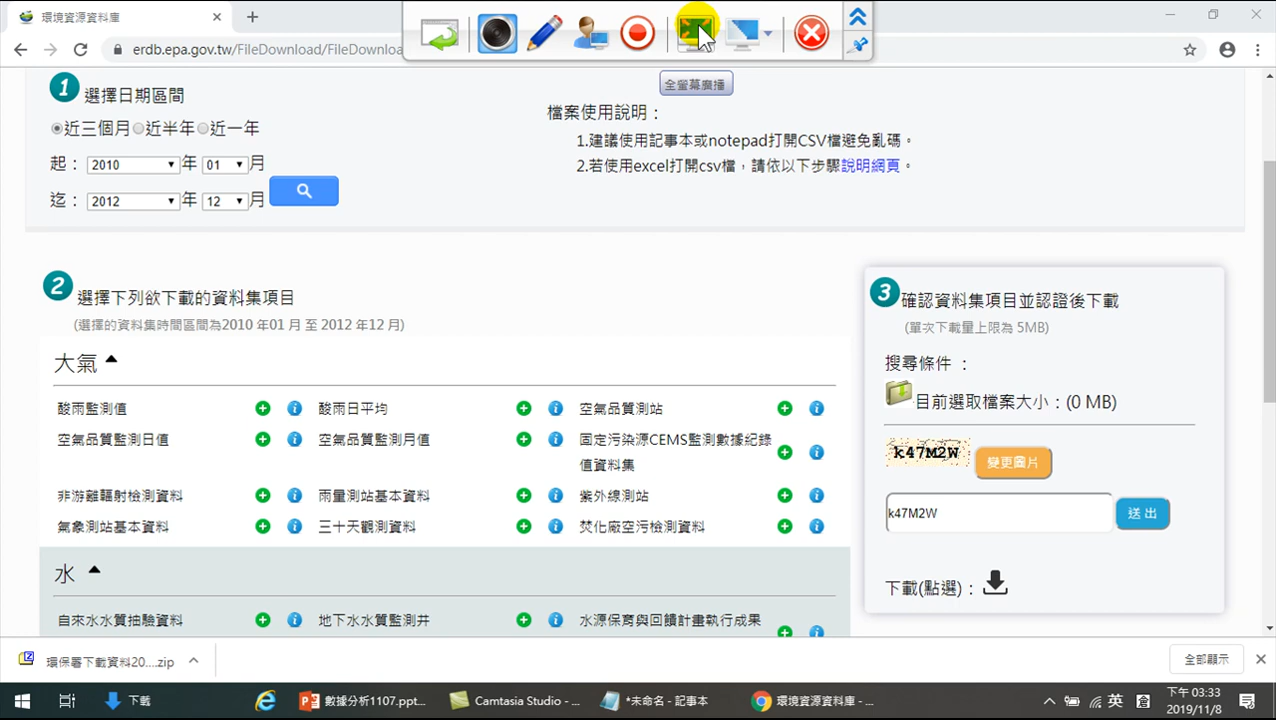 環境資源資料庫
erdb.epa.gov.tw/FileDownload/FileDownloa
全螢幕廣播
1 選擇日期區間
近三個月 近半年 近一年
起： 2010 年 01 月
迄： 2012 年 12 月
檔案使用說明：
1.建議使用記事本或notepad打開CSV檔避免亂碼。
2.若使用excel打開csv檔，請依以下步驟說明網頁。
2 選擇下列欲下載的資料集項目
(選擇的資料集時間區間為2010 年01 月 至 2012 年12 月)
大氣
酸雨監測值 酸雨日平均 空氣品質測站
空氣品質監測日值 空氣品質監測月值 固定污染源CEMS監測數據紀錄
值資料集
非游離輻射檢測資料 雨量測站基本資料 紫外線測站
氣象測站基本資料 三十天觀測資料 焚化廠空污檢測資料
水
自來水水質抽驗資料 地下水水質監測井 水源保育與回饋計畫執行成果
3 確認資料集項目並認證後下載
(單次下載量上限為 5MB)
搜尋條件 ：
目前選取檔案大小：(0 MB)
k47M2W 變更圖片
k47M2W 送出
下載(點選)：
環保署下載資料20....zip
全部顯示
下載
數據分析1107.ppt...
Camtasia Studio - ...
*未命名 - 記事本
環境資源資料庫 - ...
英
下午 03:33
2019/11/8